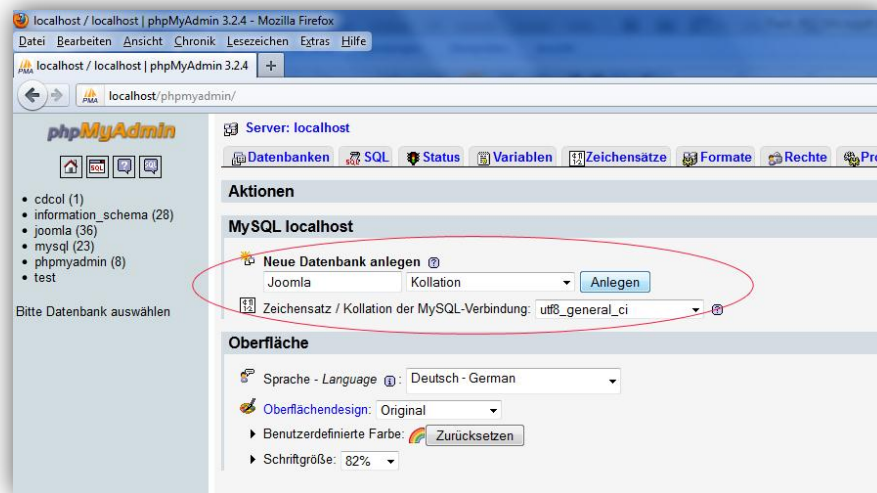 localhost / localhost | phpMyAdmin 3.2.4 - Mozilla Firefox
Datei Bearbeiten Ansicht Chronik Lesezeichen Extras Hilfe
localhost / localhost | phpMyAdmin 3.2.4 +
PMA localhost/phpmyadmin/
phpMyAdmin
SQL
cdcol (1)
information_schema (28)
joomla (36)
mysql (23)
phpmyadmin (8)
test
Bitte Datenbank auswählen
Server: localhost
Datenbanken SQL Status Variablen Zeichensätze Formate Rechte Pro
Aktionen
MySQL localhost
Neue Datenbank anlegen
Joomla Kollation Anlegen
Zeichensatz / Kollation der MySQL-Verbindung: utf8_general_ci
Oberfläche
Sprache - Language : Deutsch - German
Oberflächendesign: Original
Benutzerdefinierte Farbe: Zurücksetzen
Schriftgröße: 82%